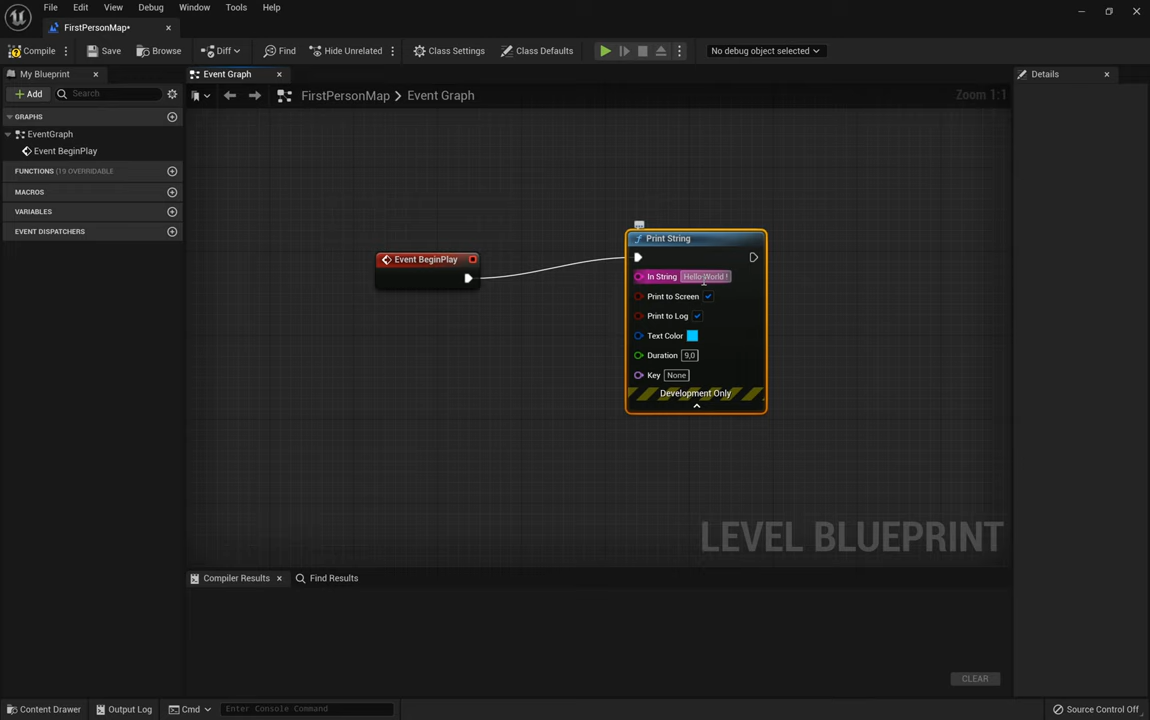 File Edit View Debug Window Tools Help
FirstPersonMap•
Compile Save Browse Diff Find Hide Unrelated Class Settings Class Defaults No debug object selected
My Blueprint Event Graph Details
Add Search FirstPersonMap > Event Graph Zoom 1:1
GRAPHS
EventGraph
Event BeginPlay
FUNCTIONS (19 OVERRIDABLE
MACROS
VARIABLES
EVENT DISPATCHERS
Event BeginPlay
Print String
In String Hello World !
Print to Screen
Print to Log
Text Color
Duration 9,0
Key None
Development Only
LEVEL BLUEPRINT
Compiler Results Find Results
CLEAR
Content Drawer Output Log Cmd Enter Console Command Source Control Off